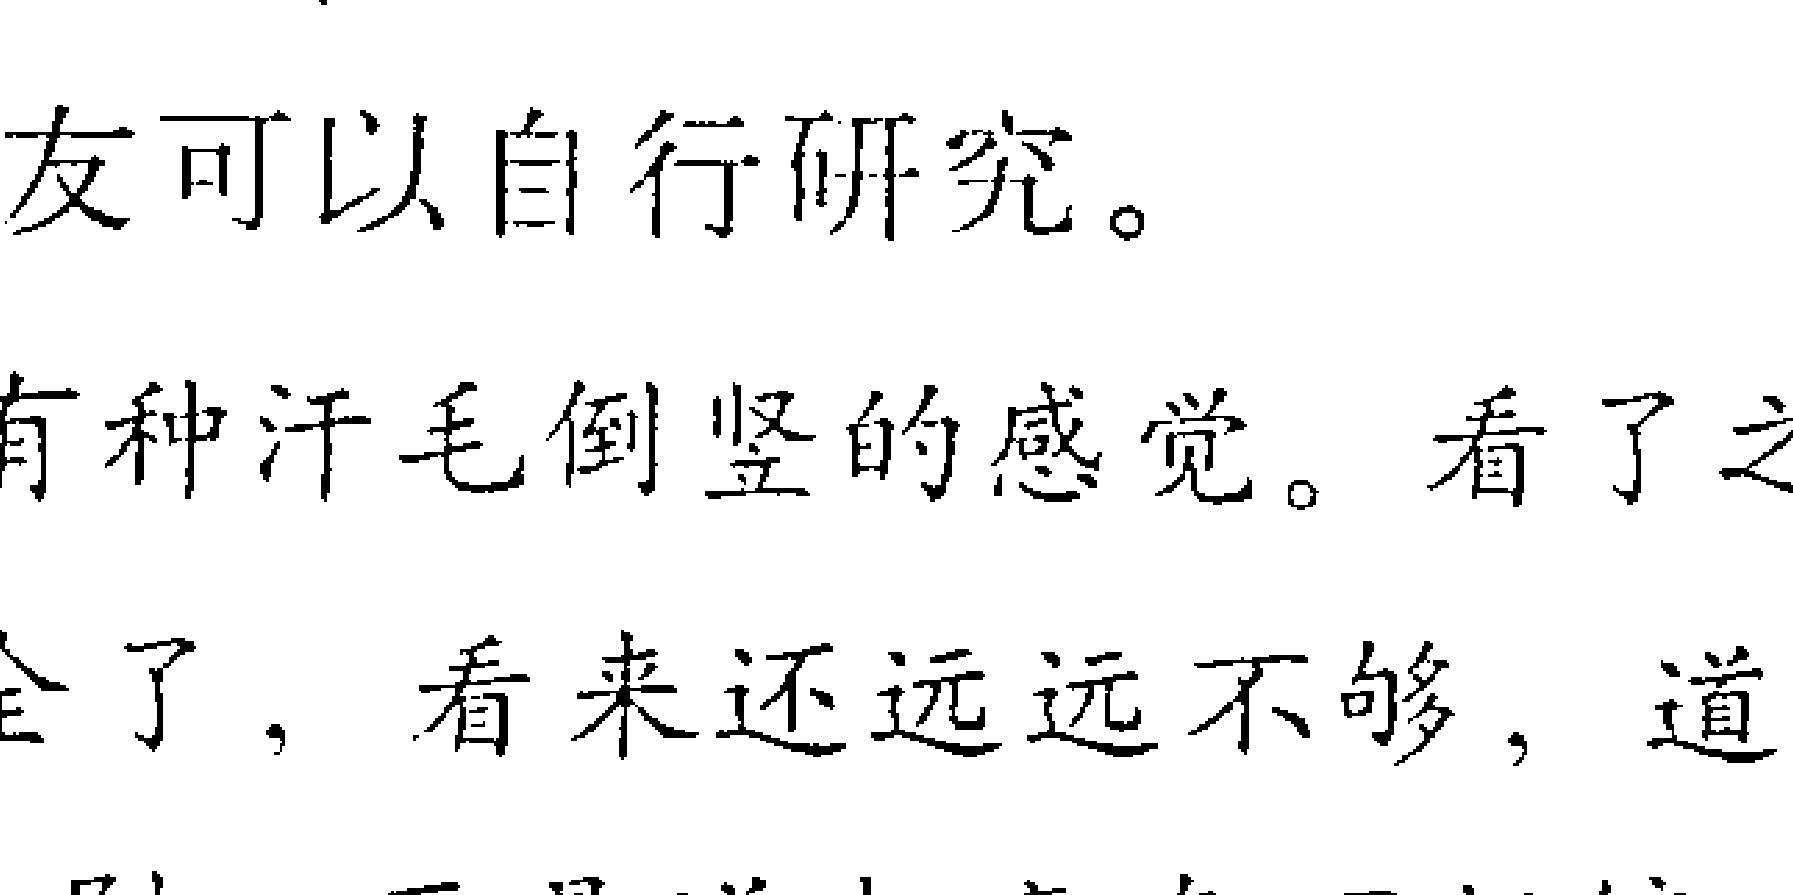 友可以自行研究。
有种汗毛倒竖的感觉。看了之
全了，看来还远远不够，道